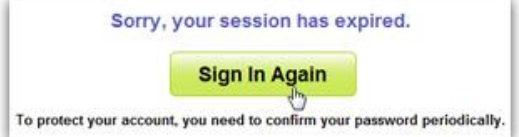 Sorry, your session has expired.
Sign In Again
To protect your account, you need to confirm your password periodically.